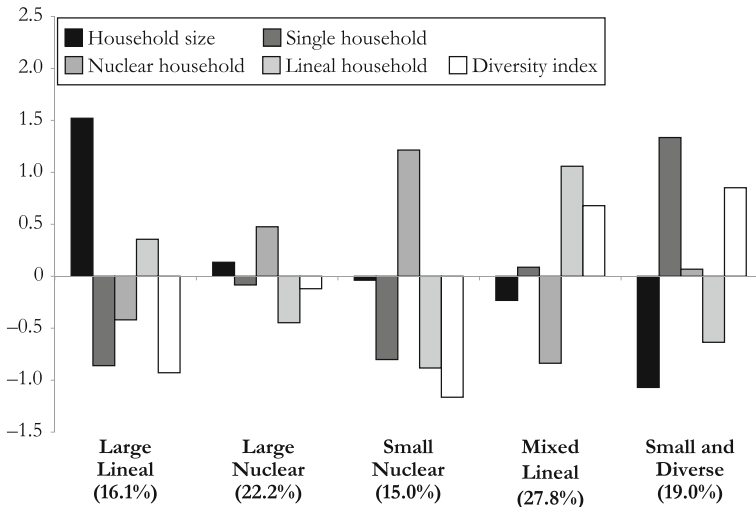 2.5
Household size
Single household
2.0
Nuclear household
Lineal household
Diversity index
1.5
1.0
0.5
0
–0.5
–1.0
–1.5
Large
Lineal
(16.1%)
Large
Nuclear
(22.2%)
Small
Nuclear
(15.0%)
Mixed
Lineal
(27.8%)
Small and
Diverse
(19.0%)